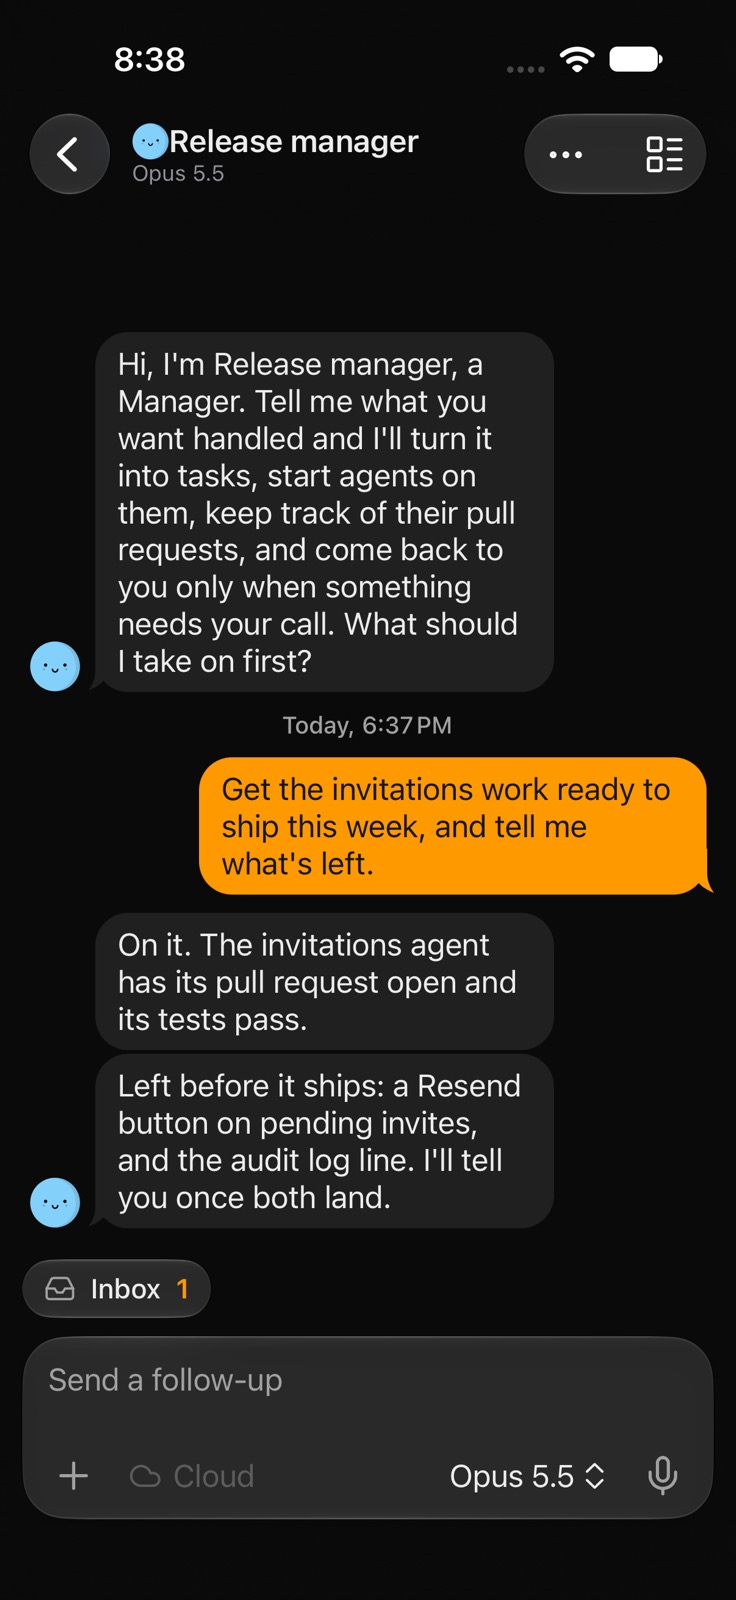 8:38
Release manager
Opus 5.5
Hi, I'm Release manager, a
Manager. Tell me what you
want handled and I'll turn it
into tasks, start agents on
them, keep track of their pull
requests, and come back to
you only when something
needs your call. What should
I take on first?
Today, 6:37 PM
Get the invitations work ready to
ship this week, and tell me
what's left.
On it. The invitations agent
has its pull request open and
its tests pass.
Left before it ships: a Resend
button on pending invites,
and the audit log line. I'll tell
you once both land.
Inbox 1
Send a follow-up
Cloud
Opus 5.5